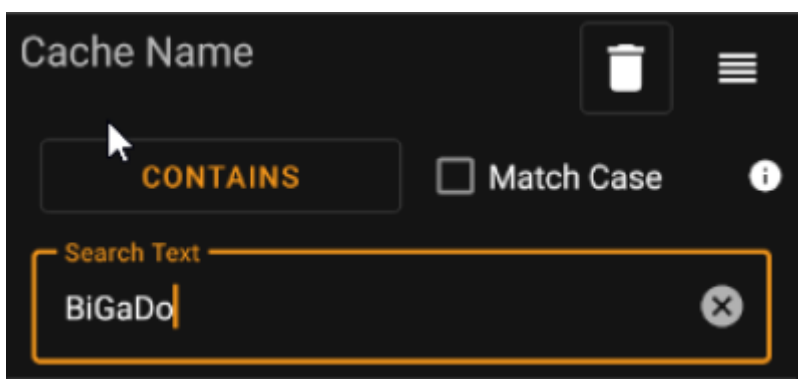 Cache Name
CONTAINS
Match Case
Search Text
BiGaDo